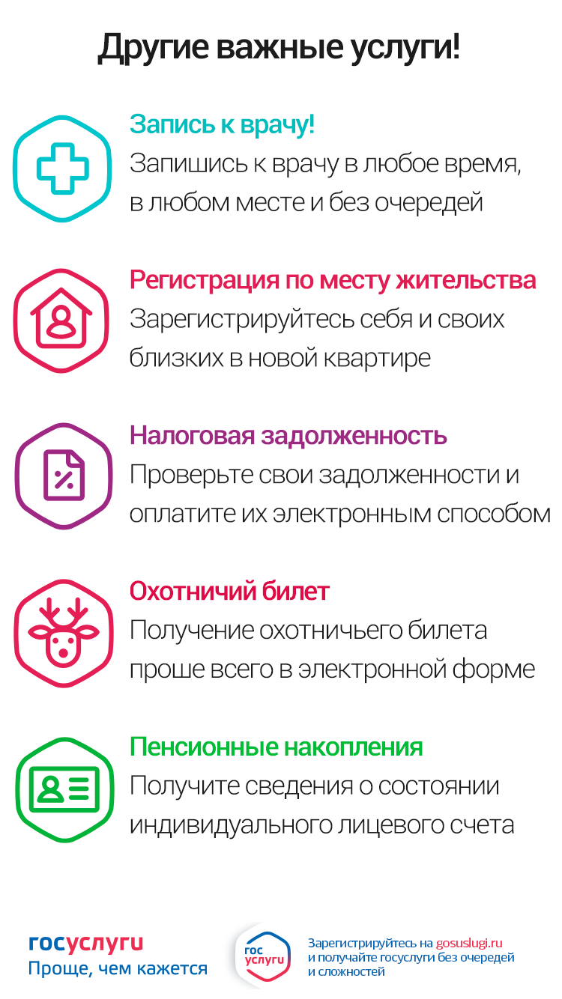 Другие важные услуги!
Запись к врачу!
Запишись к врачу в любое время,
в любом месте и без очередей
Регистрация по месту жительства
Зарегистрируйтесь себя и своих
близких в новой квартире
Налоговая задолженность
Проверьте свои задолженности и
оплатите их электронным способом
Охотничий билет
Получение охотничьего билета
проше всего в электронной форме
Пенсионные накопления
Получите сведения о состоянии
индивидуального лицевого счета
госуслуги
Проще, чем кажется
гос
услуги
Зарегистрируйтесь на gosuslugi.ru
и получайте госуслуги без очередей
и сложностей